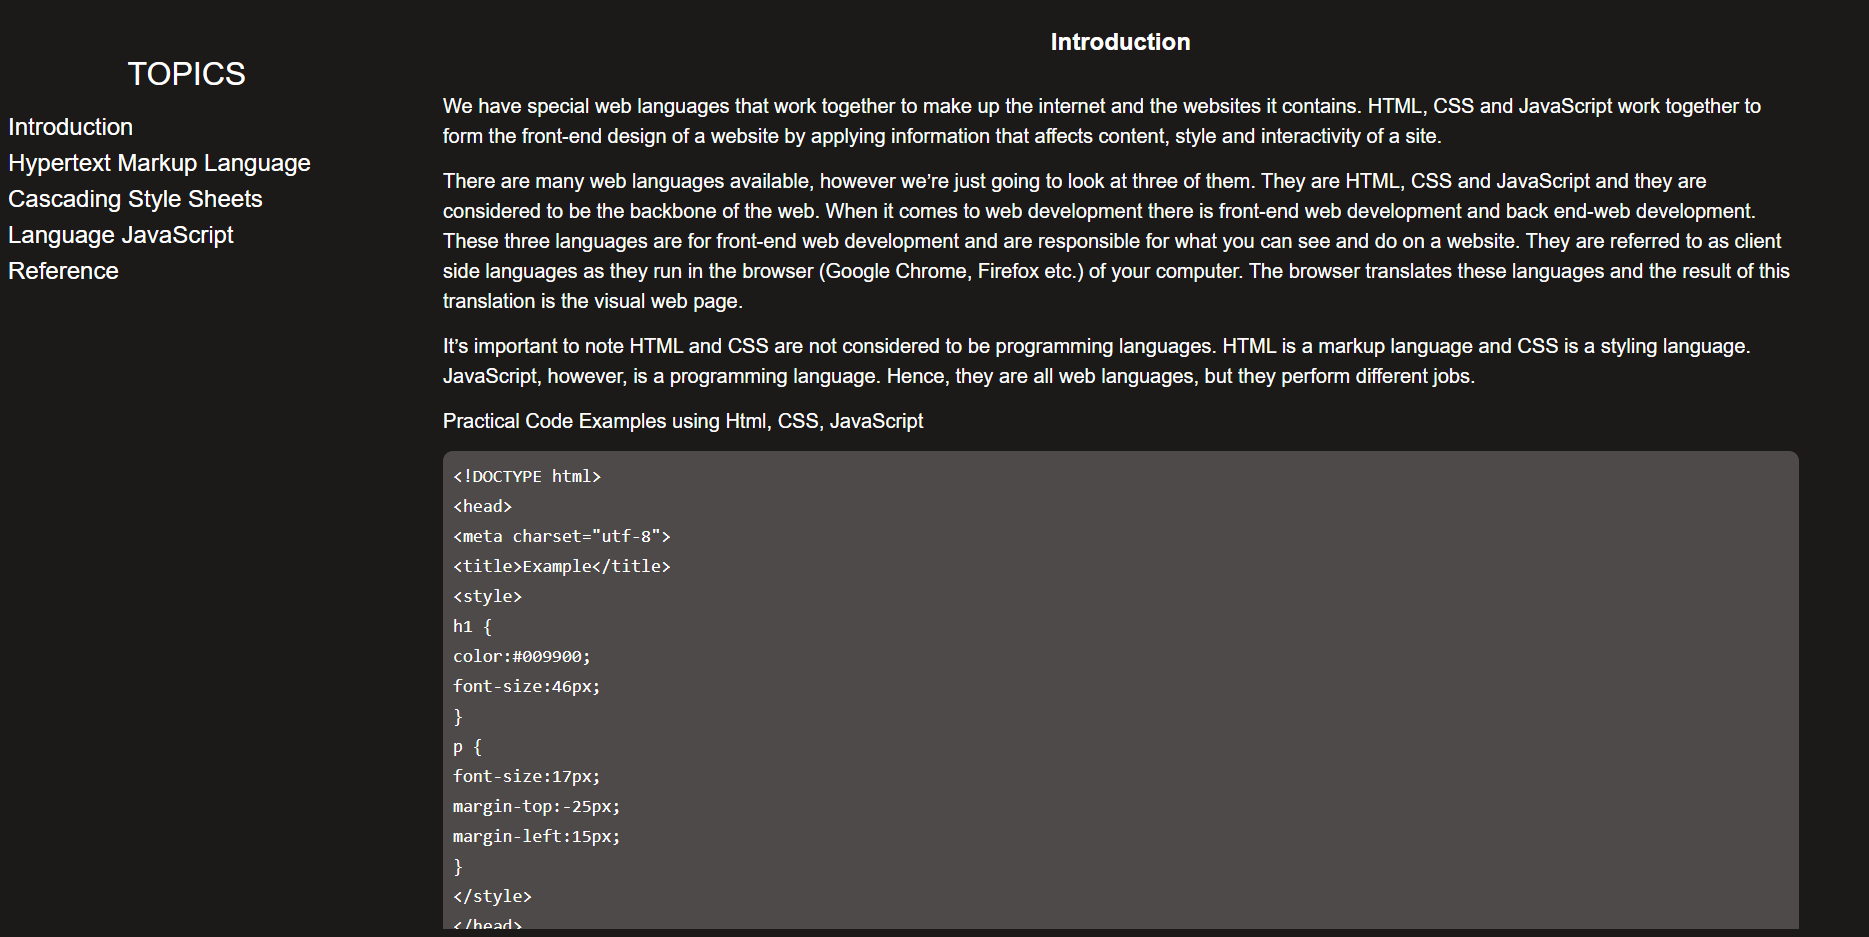 TOPICS
Introduction
Hypertext Markup Language
Cascading Style Sheets
Language JavaScript
Reference
Introduction
We have special web languages that work together to make up the internet and the websites it contains. HTML, CSS and JavaScript work together to
form the front-end design of a website by applying information that affects content, style and interactivity of a site.
There are many web languages available, however we’re just going to look at three of them. They are HTML, CSS and JavaScript and they are
considered to be the backbone of the web. When it comes to web development there is front-end web development and back end-web development.
These three languages are for front-end web development and are responsible for what you can see and do on a website. They are referred to as client
side languages as they run in the browser (Google Chrome, Firefox etc.) of your computer. The browser translates these languages and the result of this
translation is the visual web page.
It’s important to note HTML and CSS are not considered to be programming languages. HTML is a markup language and CSS is a styling language.
JavaScript, however, is a programming language. Hence, they are all web languages, but they perform different jobs.
Practical Code Examples using Html, CSS, JavaScript
<!DOCTYPE html>
<head>
<meta charset="utf-8">
<title>Example</title>
<style>
h1 {
color:#009900;
font-size:46px;
}
p {
font-size:17px;
margin-top:-25px;
margin-left:15px;
}
</style>
</head>